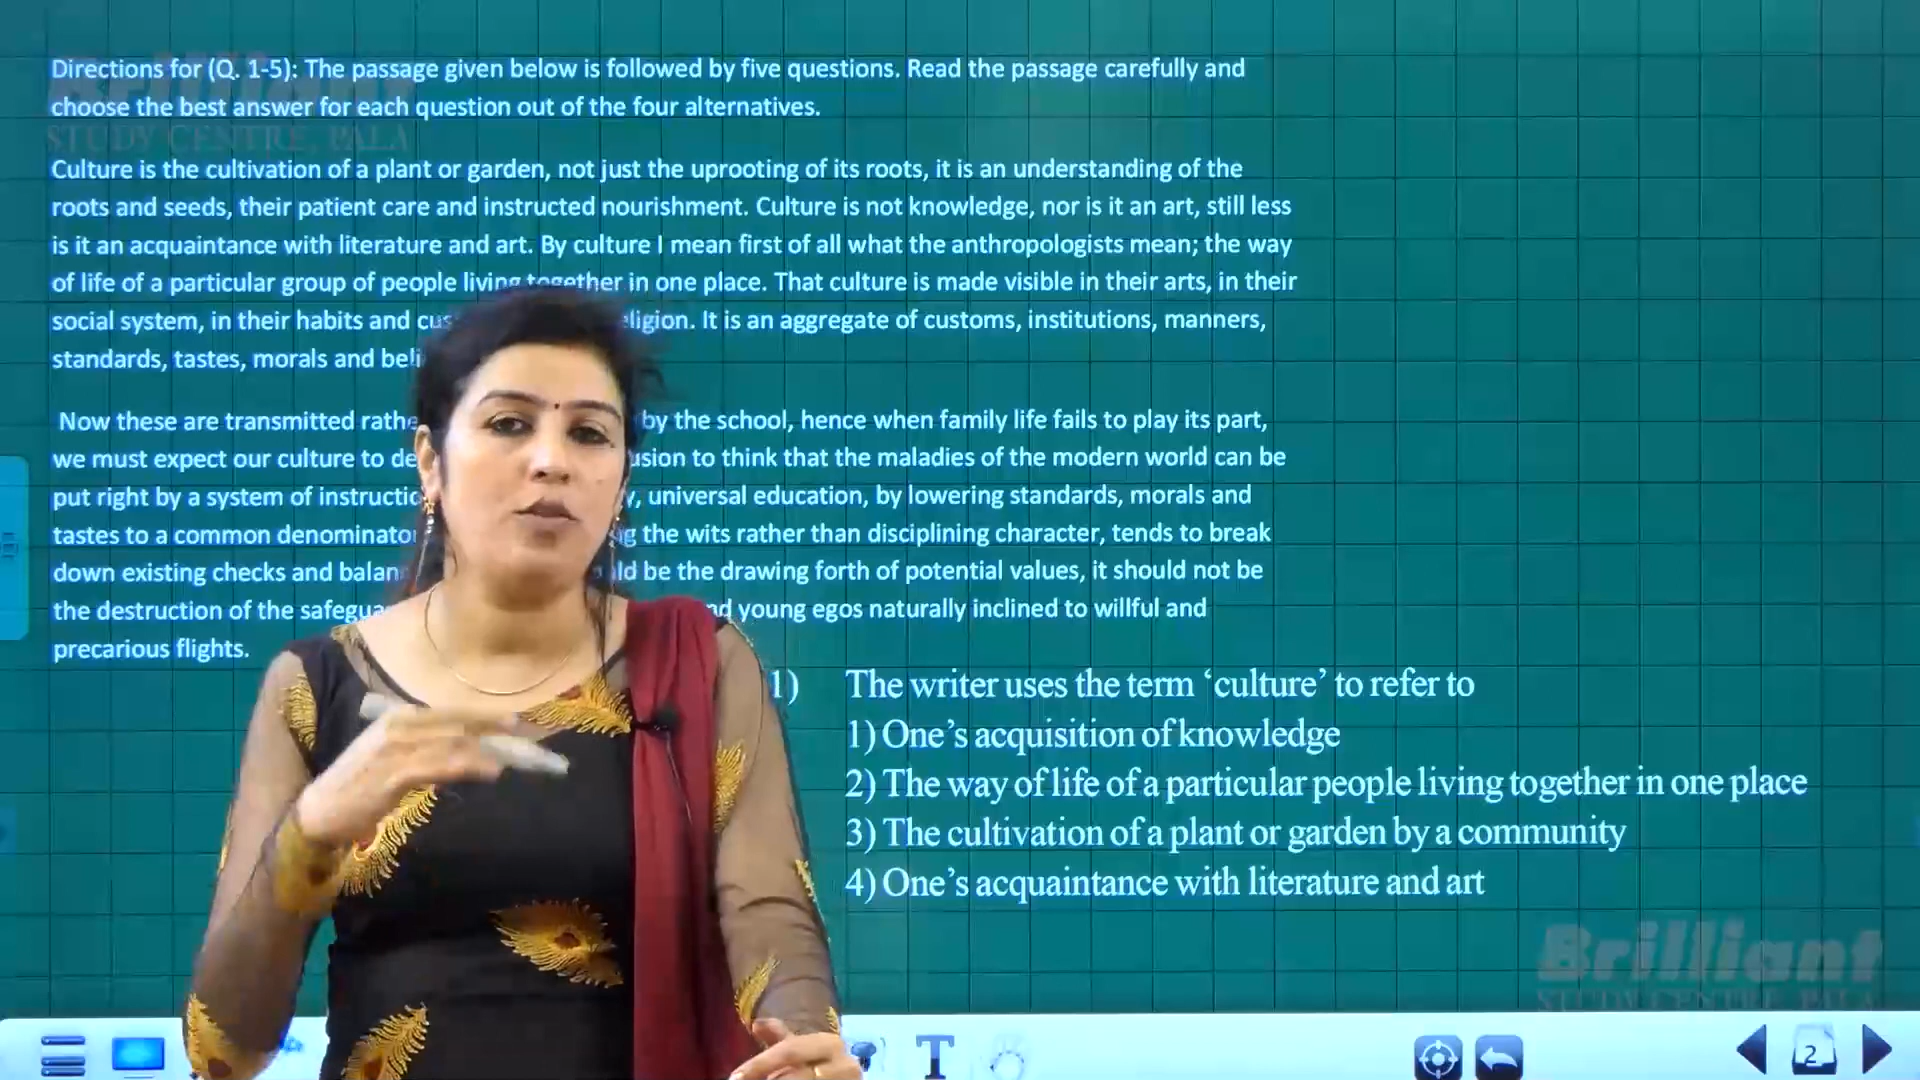 Directions for (Q. 1-5): The passage given below is followed by five questions. Read the passage carefully and
choose the best answer for each question out of the four alternatives.
Brilliant
STUDY CENTRE, PALA
Culture is the cultivation of a plant or garden, not just the uprooting of its roots, it is an understanding of the
roots and seeds, their patient care and instructed nourishment. Culture is not knowledge, nor is it an art, still less
is it an acquaintance with literature and art. By culture I mean first of all what the anthropologists mean; the way
of life of a particular group of people living together in one place. That culture is made visible in their arts, in their
social system, in their habits and religion. It is an aggregate of customs, institutions, manners,
standards, tastes, morals and
Now these are transmitted by the school, hence when family life fails to play its part,
we must expect our culture to to think that the maladies of the modern world can be
put right by a system of universal education, by lowering standards, morals and
tastes to a common the wits rather than disciplining character, tends to break
down existing checks and be the drawing forth of potential values, it should not be
the destruction of the young egos naturally inclined to willful and
precarious flights.
1) The writer uses the term ‘culture’ to refer to
1) One’s acquisition of knowledge
2) The way of life of a particular people living together in one place
3) The cultivation of a plant or garden by a community
4) One’s acquaintance with literature and art
Brilliant
STUDY CENTRE, PALA
T
2